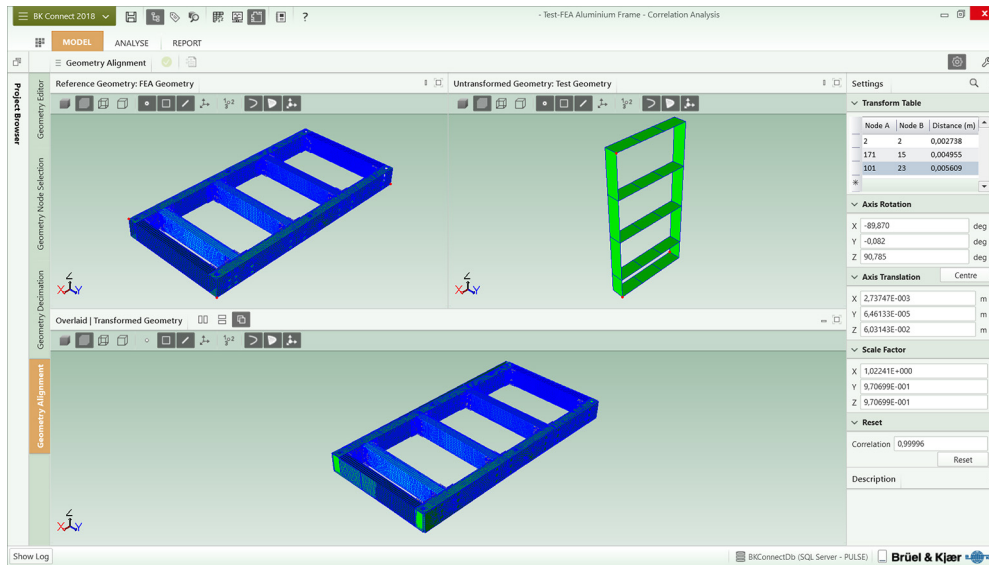 BK Connect 2018
?
- Test-FEA Aluminium Frame - Correlation Analysis
MODEL
ANALYSE
REPORT
Geometry Alignment
Project Browser
Geometry Editor
Geometry Node Selection
Geometry Decimation
Geometry Alignment
Reference Geometry: FEA Geometry
Z
X Y
Untransformed Geometry: Test Geometry
Z
X Y
Overlaid | Transformed Geometry
Z
X Y
Settings
Transform Table
Node A Node B Distance (m)
2 2 0,002738
171 15 0,004955
101 23 0,005609
Axis Rotation
X -89,870 deg
Y -0,082 deg
Z 90,785 deg
Axis Translation Centre
X 2,73747E-003 m
Y 6,46133E-005 m
Z 6,03143E-002 m
Scale Factor
X 1,02241E+000
Y 9,70699E-001
Z 9,70699E-001
Reset
Correlation 0,99996
Reset
Description
Show Log
BKConnectDb (SQL Server - PULSE)
Brüel & Kjær